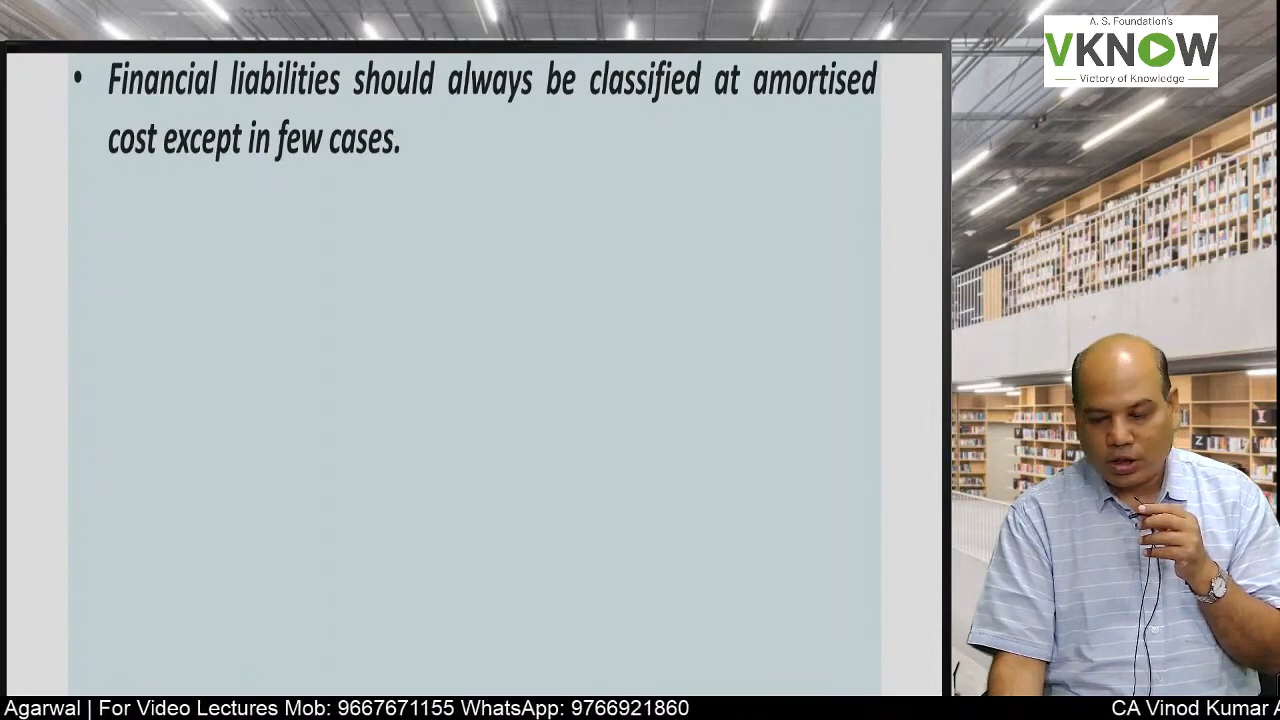 A. S. Foundation's
VKNOW
Victory of Knowledge
• Financial liabilities should always be classified at amortised
cost except in few cases.
Z
W
Agarwal | For Video Lectures Mob: 9667671155 WhatsApp: 9766921860
CA Vinod Kumar A